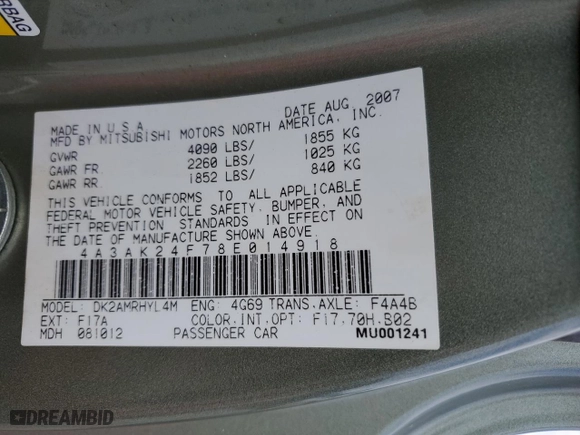 RBAG
DATE AUG. 2007
MADE IN U.S.A.
MFD BY MITSUBISHI MOTORS NORTH AMERICA, INC.
GVWR 4090 LBS/ 1855 KG
GAWR FR 2260 LBS/ 1025 KG
GAWR RR 1852 LBS/ 840 KG
THIS VEHICLE CONFORMS TO ALL APPLICABLE
FEDERAL MOTOR VEHICLE SAFETY, BUMPER, AND
THEFT PREVENTION STANDARDS IN EFFECT ON
THE DATE OF MANUFACTURE SHOWN ABOVE.
4A3AK24F78E014918
MODEL: DK2AMRHYL4M ENG: 4G69 TRANS.AXLE: F4A4B
EXT: F17A COLOR.INT.OPT: F17.70H.B02
MDH 081012 PASSENGER CAR MU001241
DREAMBID